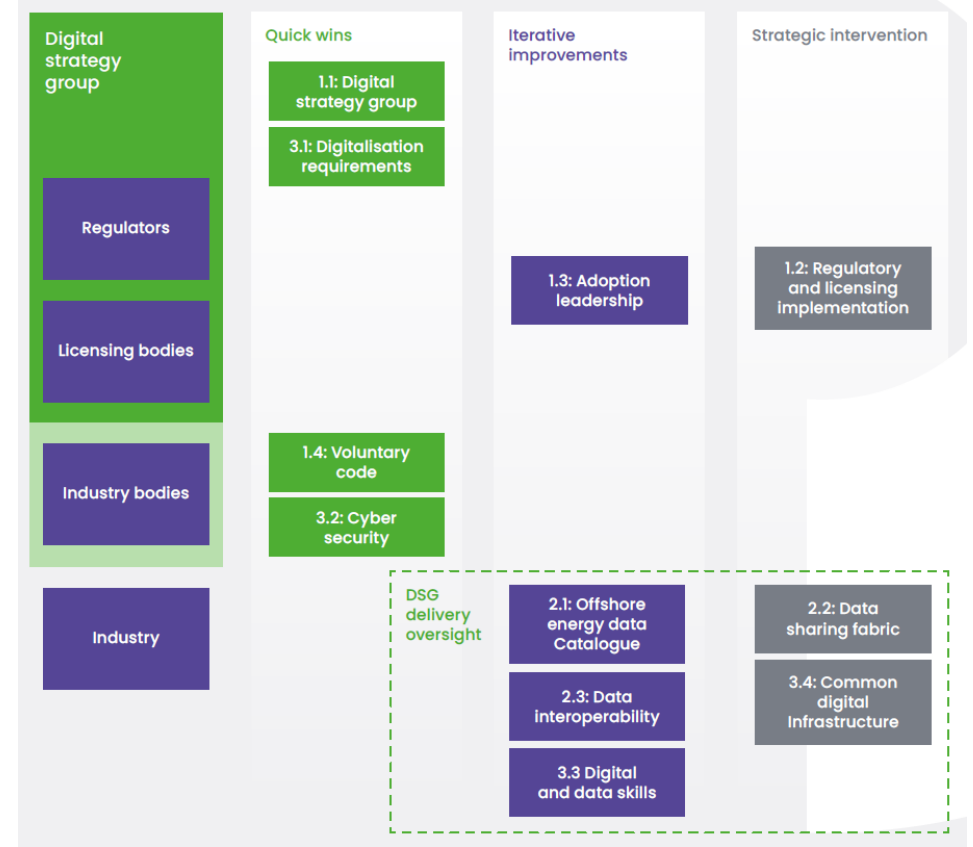 Digital
strategy
group
Regulators
Licensing bodies
Industry bodies
Industry
Quick wins
1.1: Digital
strategy group
3.1: Digitalisation
requirements
1.4: Voluntary
code
3.2: Cyber
security
Iterative
improvements
1.3: Adoption
leadership
Strategic intervention
1.2: Regulatory
and licensing
implementation
DSG
delivery
oversight
2.1: Offshore
energy data
Catalogue
2.3: Data
interoperability
3.3 Digital
and data skills
2.2: Data
sharing fabric
3.4: Common
digital
Infrastructure